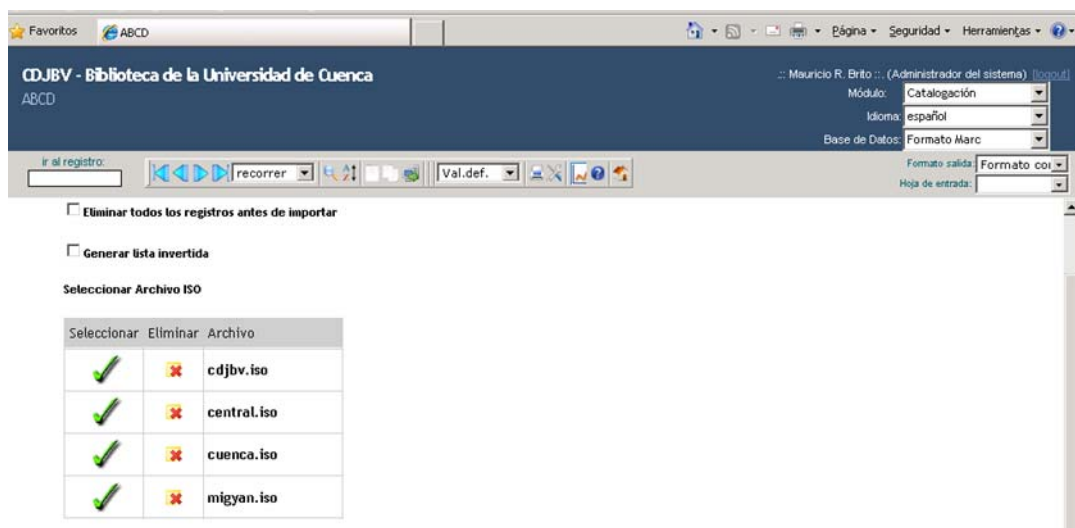 Favoritos ABCD Página Seguridad Herramientas
CDJBV - Biblioteca de la Universidad de Cuenca
ABCD
.:: Mauricio R. Brito ::. (Administrador del sistema) [logout]
Módulo: Catalogación
Idioma: español
Base de Datos: Formato Marc
ir al registro:
recorrer
Val.def.
Formato salida: Formato co
Hoja de entrada:
Eliminar todos los registros antes de importar
Generar lista invertida
Seleccionar Archivo ISO
Seleccionar Eliminar Archivo
cdjbv.iso
central.iso
cuenca.iso
migyan.iso